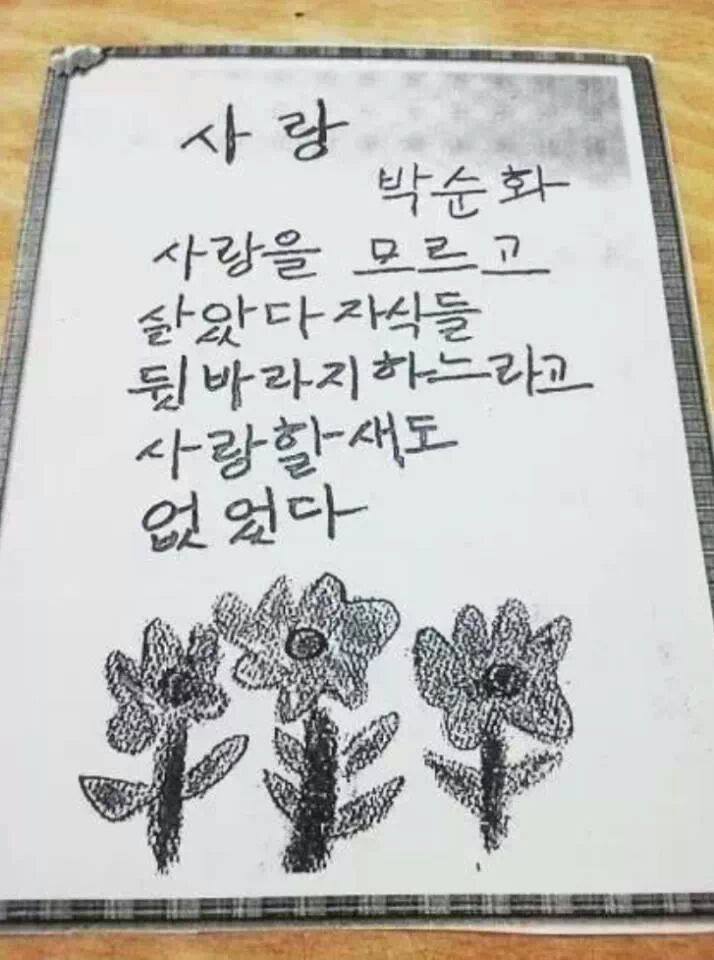 사랑
박순화
사랑을 모르고
살았다 자식들
뒷바라지하느라고
사랑할새도
없었다